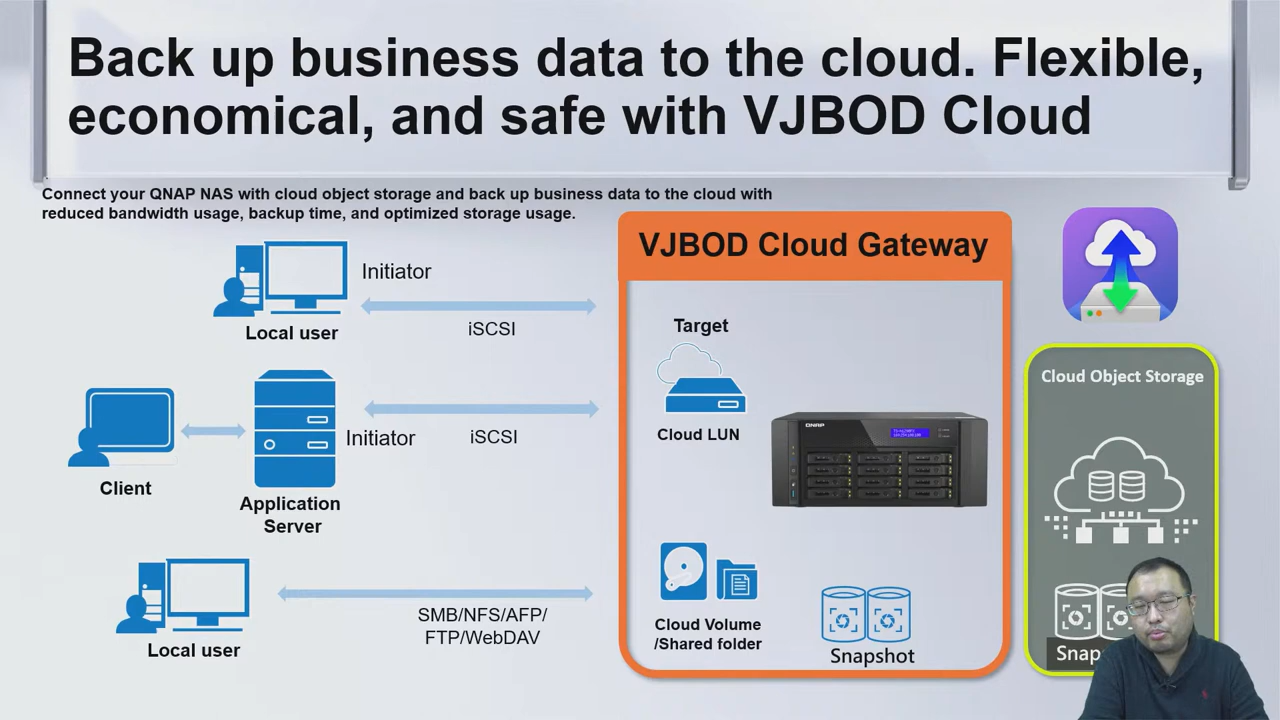 Back up business data to the cloud. Flexible,
economical, and safe with VJBOD Cloud
Connect your QNAP NAS with cloud object storage and back up business data to the cloud with
reduced bandwidth usage, backup time, and optimized storage usage.
VJBOD Cloud Gateway
Initiator
iSCSI
Local user
Target
Cloud LUN
QNAP
Cloud Object Storage
Client
Initiator
iSCSI
Application
Server
Local user
SMB/NFS/AFP/
FTP/WebDAV
Cloud Volume
/Shared folder
Snapshot